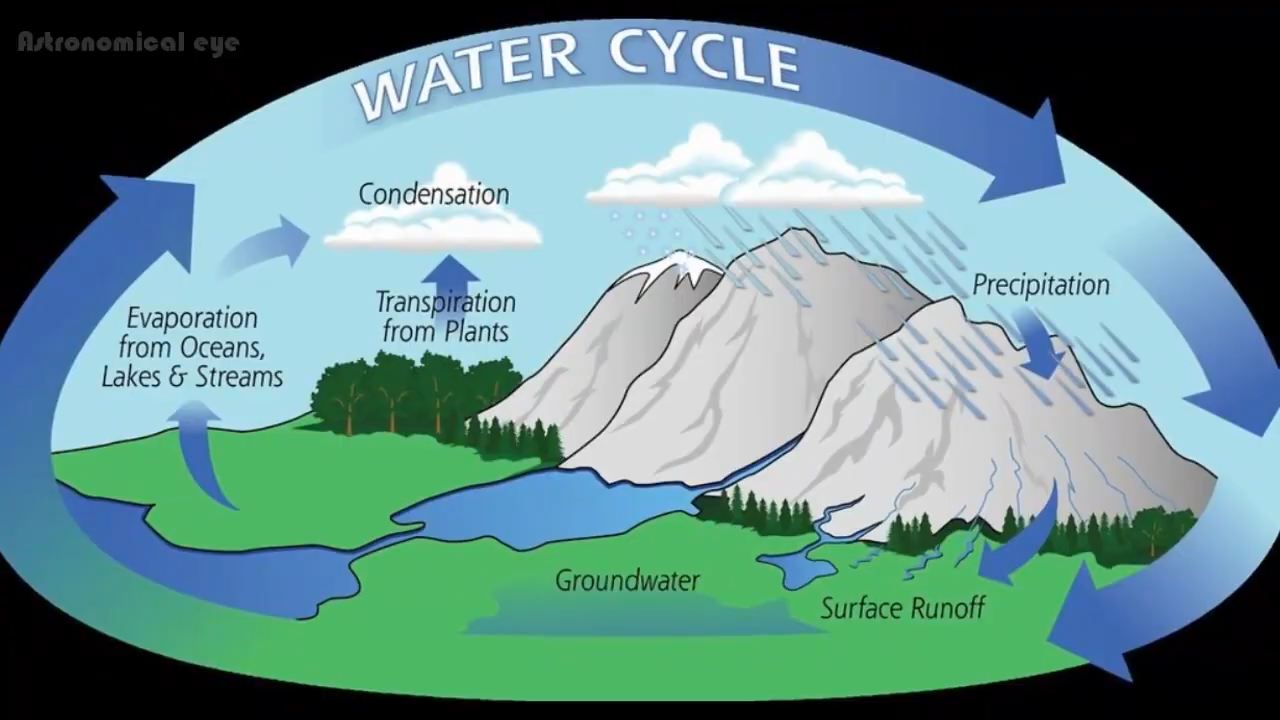 Astronomical eye
WATER CYCLE
Condensation
Precipitation
Transpiration
from Plants
Evaporation
from Oceans,
Lakes & Streams
Groundwater
Surface Runoff